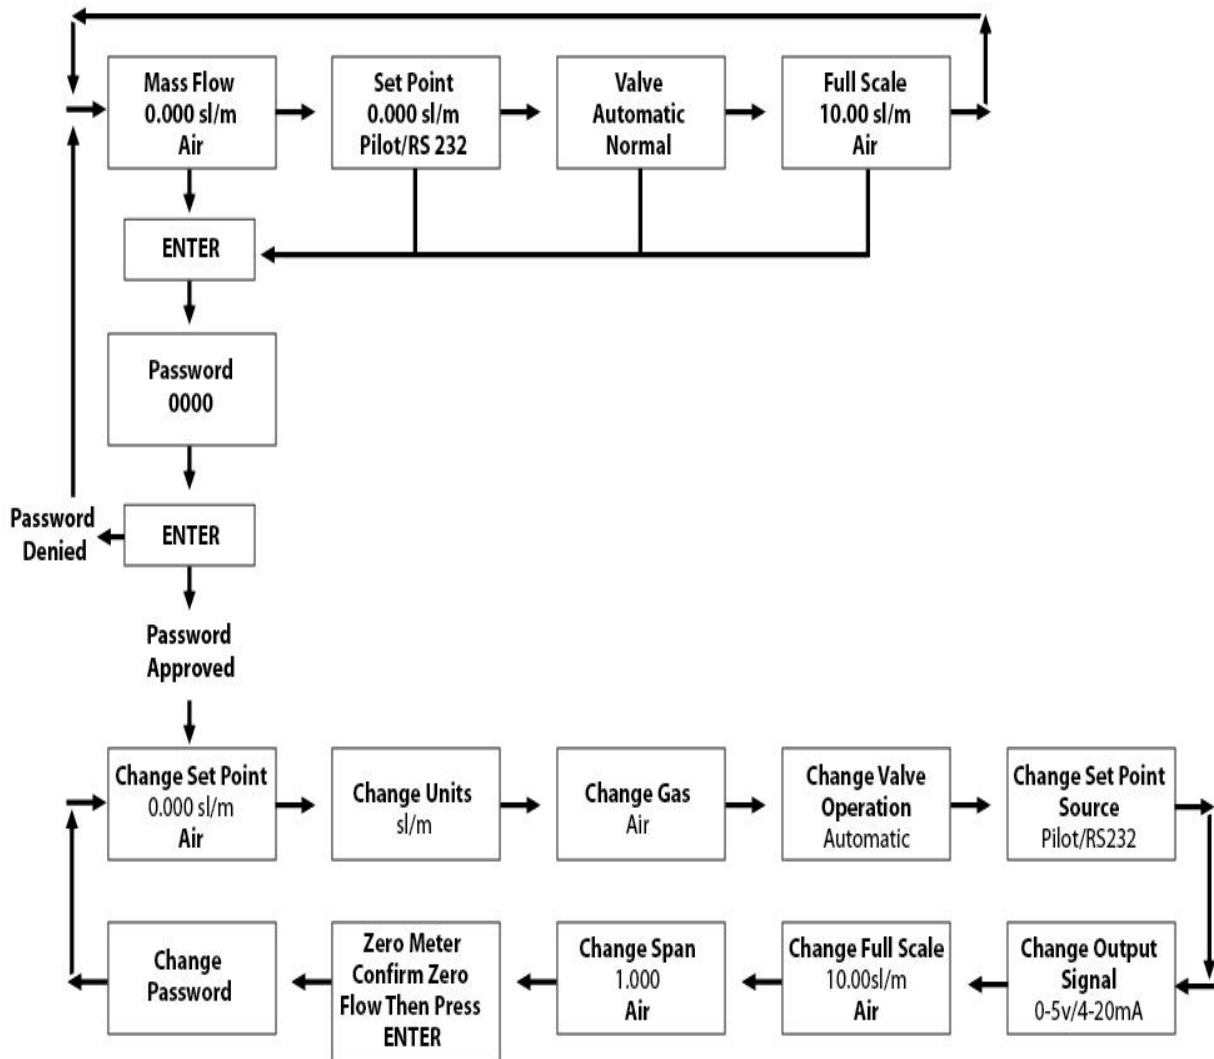 Mass Flow
0.000 sl/m
Air
Set Point
0.000 sl/m
Pilot/RS 232
Valve
Automatic
Normal
Full Scale
10.00 sl/m
Air
ENTER
Password
0000
Password
Denied
ENTER
Password
Approved
Change Set Point
0.000 sl/m
Air
Change Units
sl/m
Change Gas
Air
Change Valve
Operation
Automatic
Change Set Point
Source
Pilot/RS232
Change Output
Signal
0-5v/4-20mA
Change Full Scale
10.00sl/m
Air
Change Span
1.000
Air
Zero Meter
Confirm Zero
Flow Then Press
ENTER
Change
Password